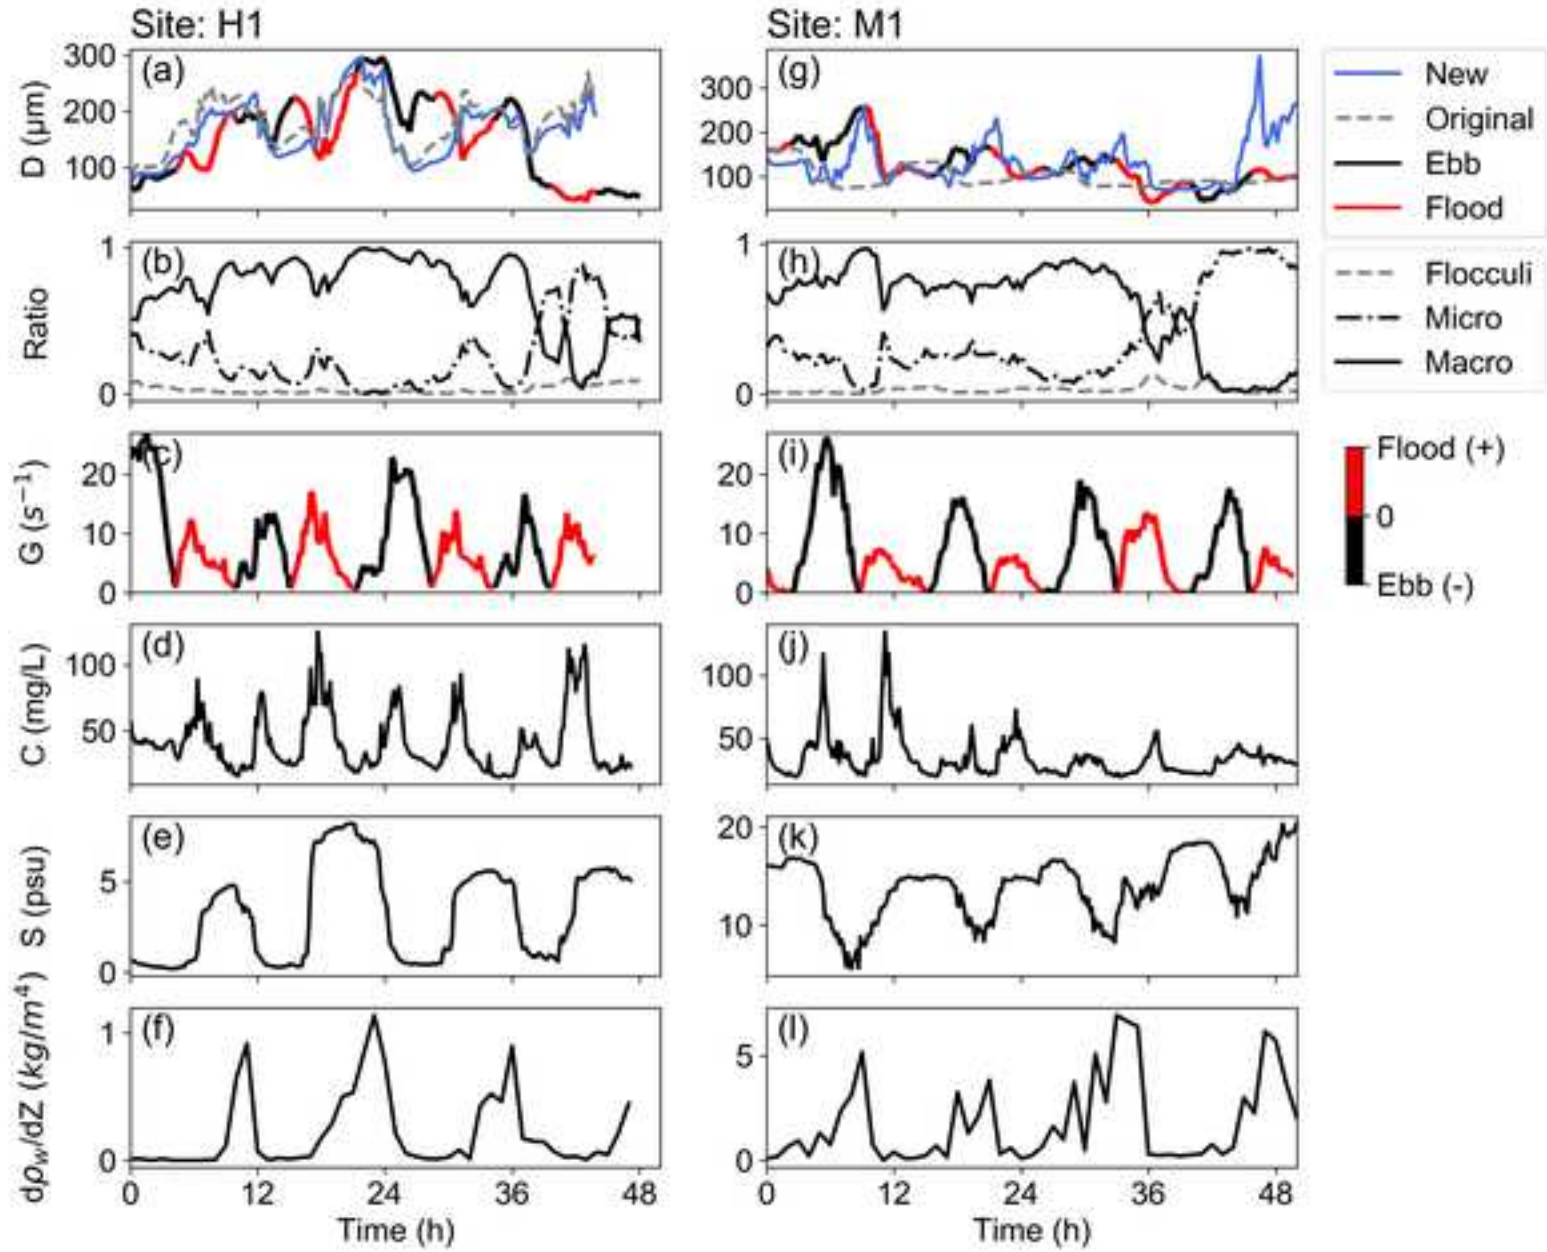 Site: H1
Site: M1
(a)
300
200
100
D (μm)
(g)
300
200
100
New
Original
Ebb
Flood
(b)
1
0
Ratio
(h)
1
0
Flocculi
Micro
Macro
(c)
20
10
0
G (s⁻¹)
(i)
20
10
0
Flood (+)
0
Ebb (-)
(d)
100
50
C (mg/L)
(j)
100
50
(e)
5
0
S (psu)
(k)
20
10
(f)
1
0
dρ_w/dZ (kg/m⁴)
(l)
5
0
0 12 24 36 48
0 12 24 36 48
Time (h)
Time (h)